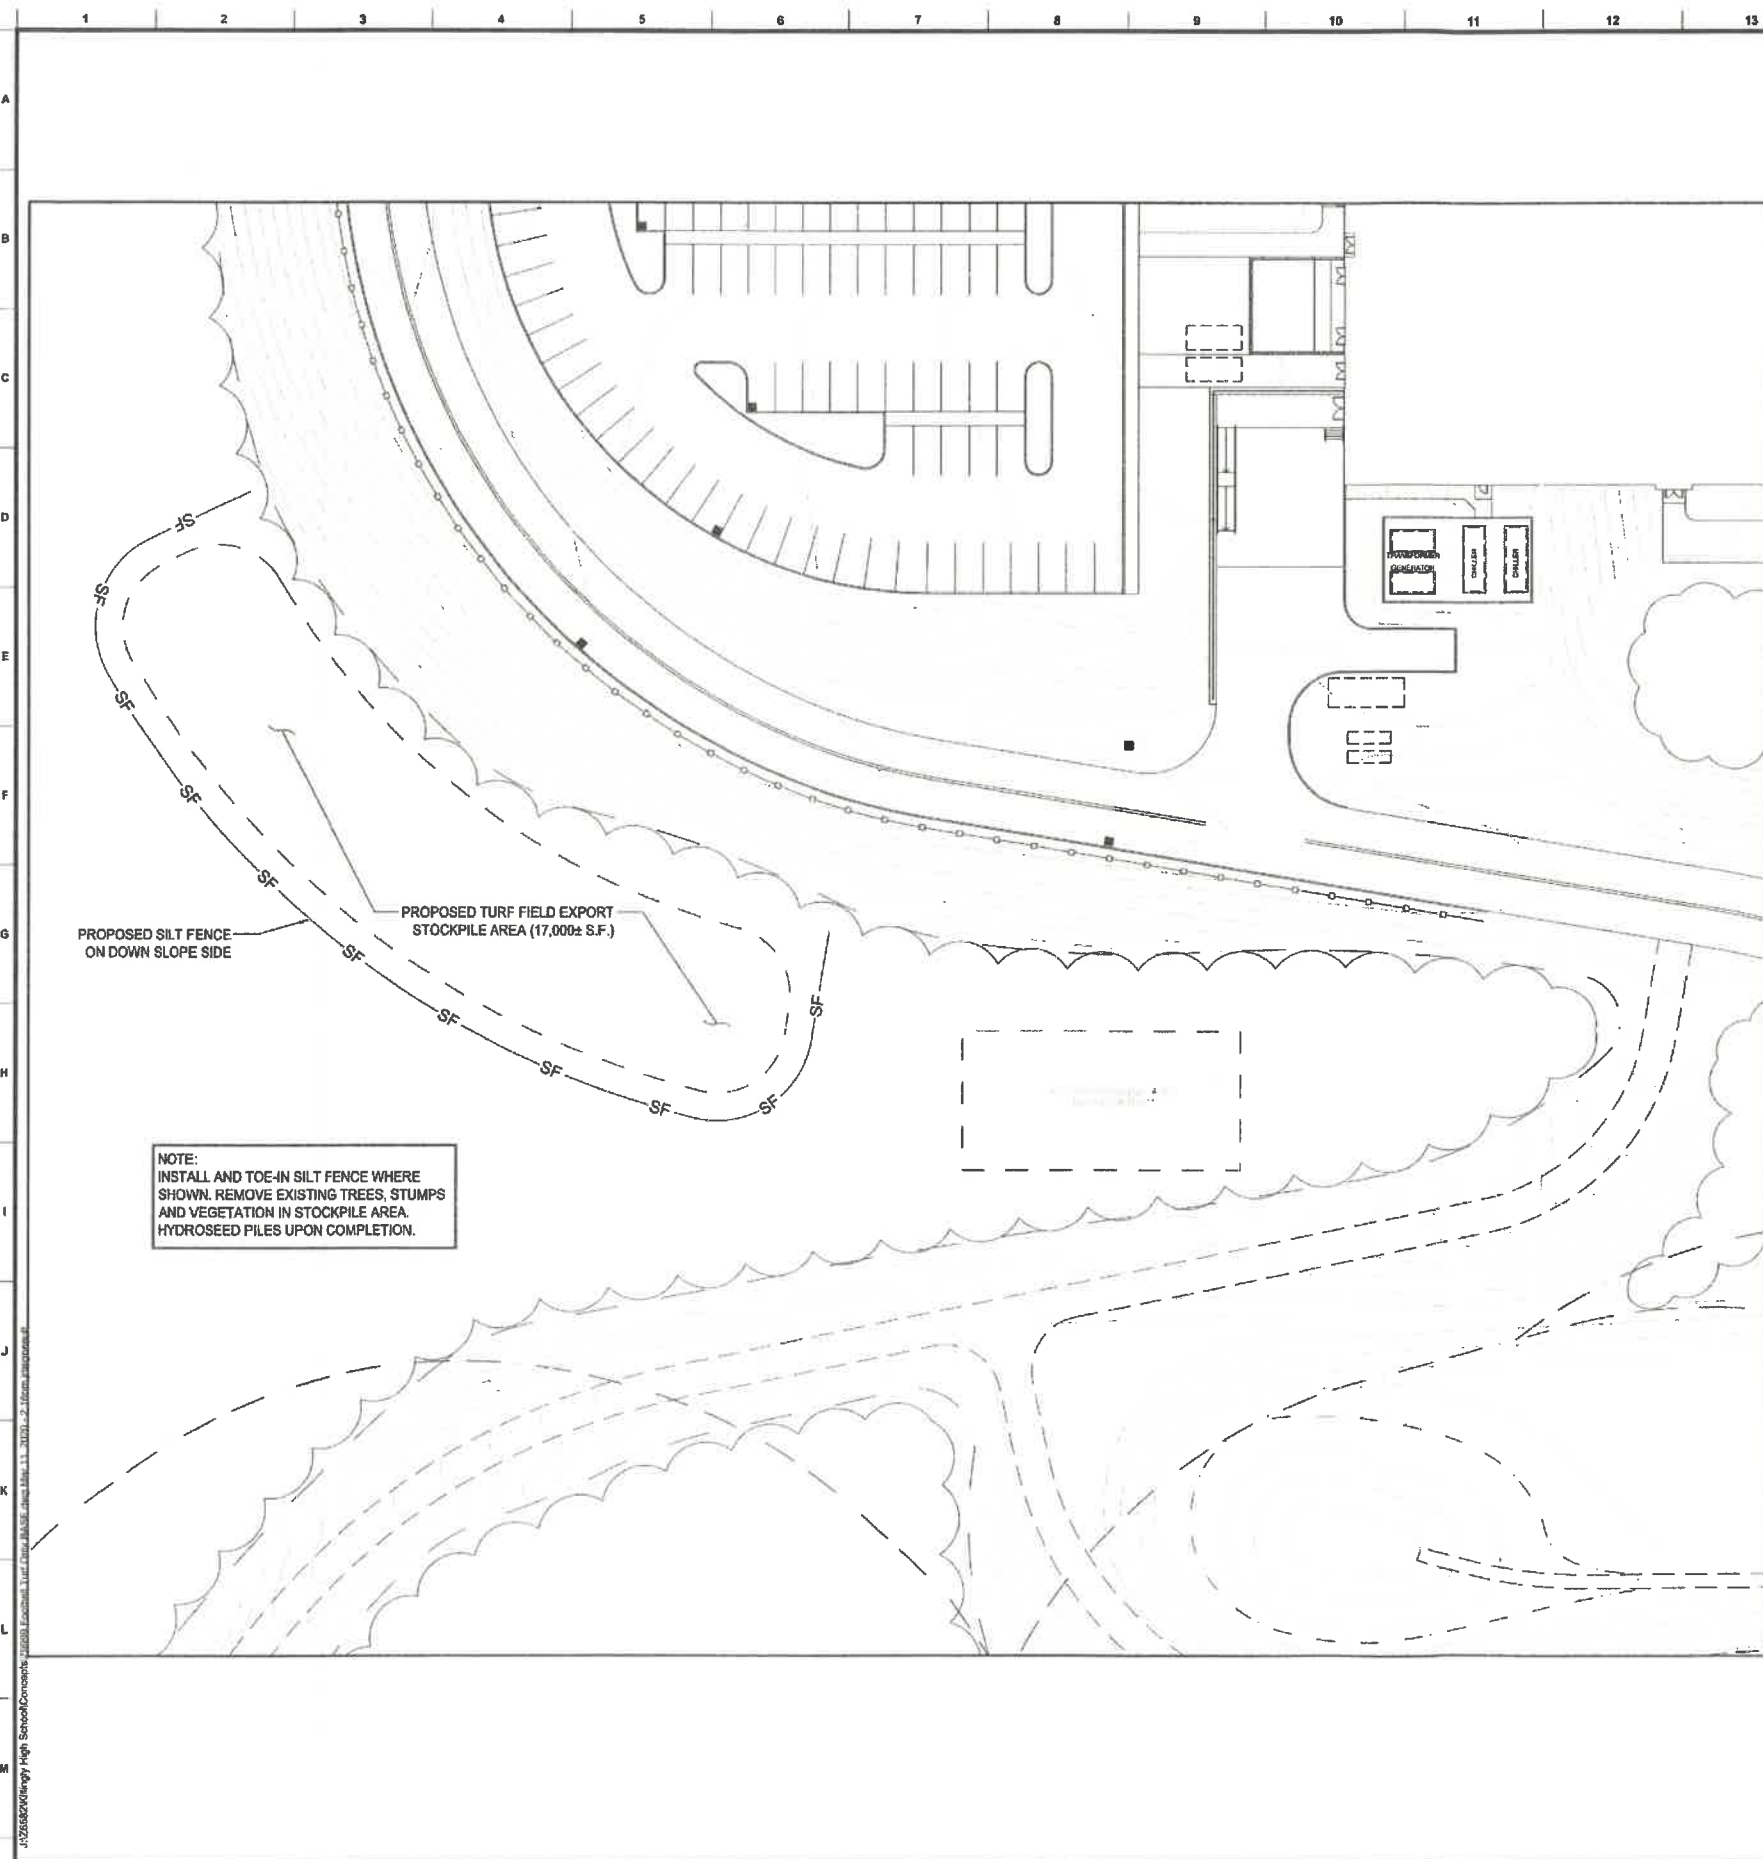 1 2 3 4 5 6 7 8 9 10 11 12 13
A
B
C
D
E
F
G
H
I
J
K
L
M
TRANSFORMER
GENERATOR
CHILLER
CHILLER
SF
SF
SF
SF
SF
SF
SF
SF
SF
SF
SF
PROPOSED TURF FIELD EXPORT
STOCKPILE AREA (17,000± S.F.)
PROPOSED SILT FENCE
ON DOWN SLOPE SIDE
NOTE:
INSTALL AND TOE-IN SILT FENCE WHERE
SHOWN. REMOVE EXISTING TREES, STUMPS
AND VEGETATION IN STOCKPILE AREA.
HYDROSEED PILES UPON COMPLETION.
High School\Concepts